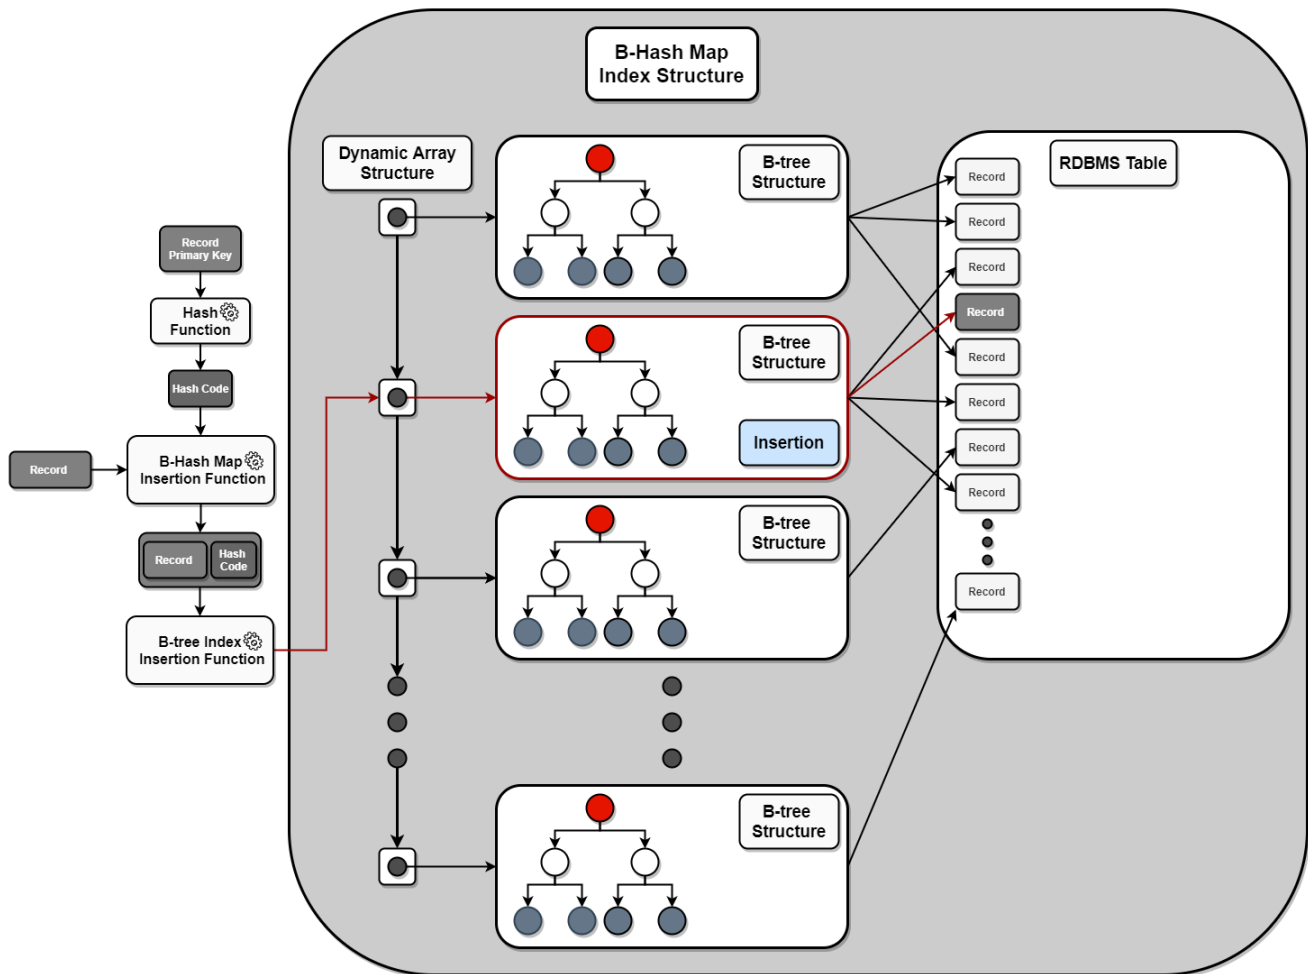 B-Hash Map
Index Structure
Dynamic Array
Structure
B-tree
Structure
RDBMS Table
Record
Record
Record
Record
Record
Record
Record
Record
Record
Record
Primary Key
Hash
Function
Hash Code
Record
B-Hash Map
Insertion Function
Record
Hash
Code
B-tree Index
Insertion Function
B-tree
Structure
Insertion
B-tree
Structure
B-tree
Structure